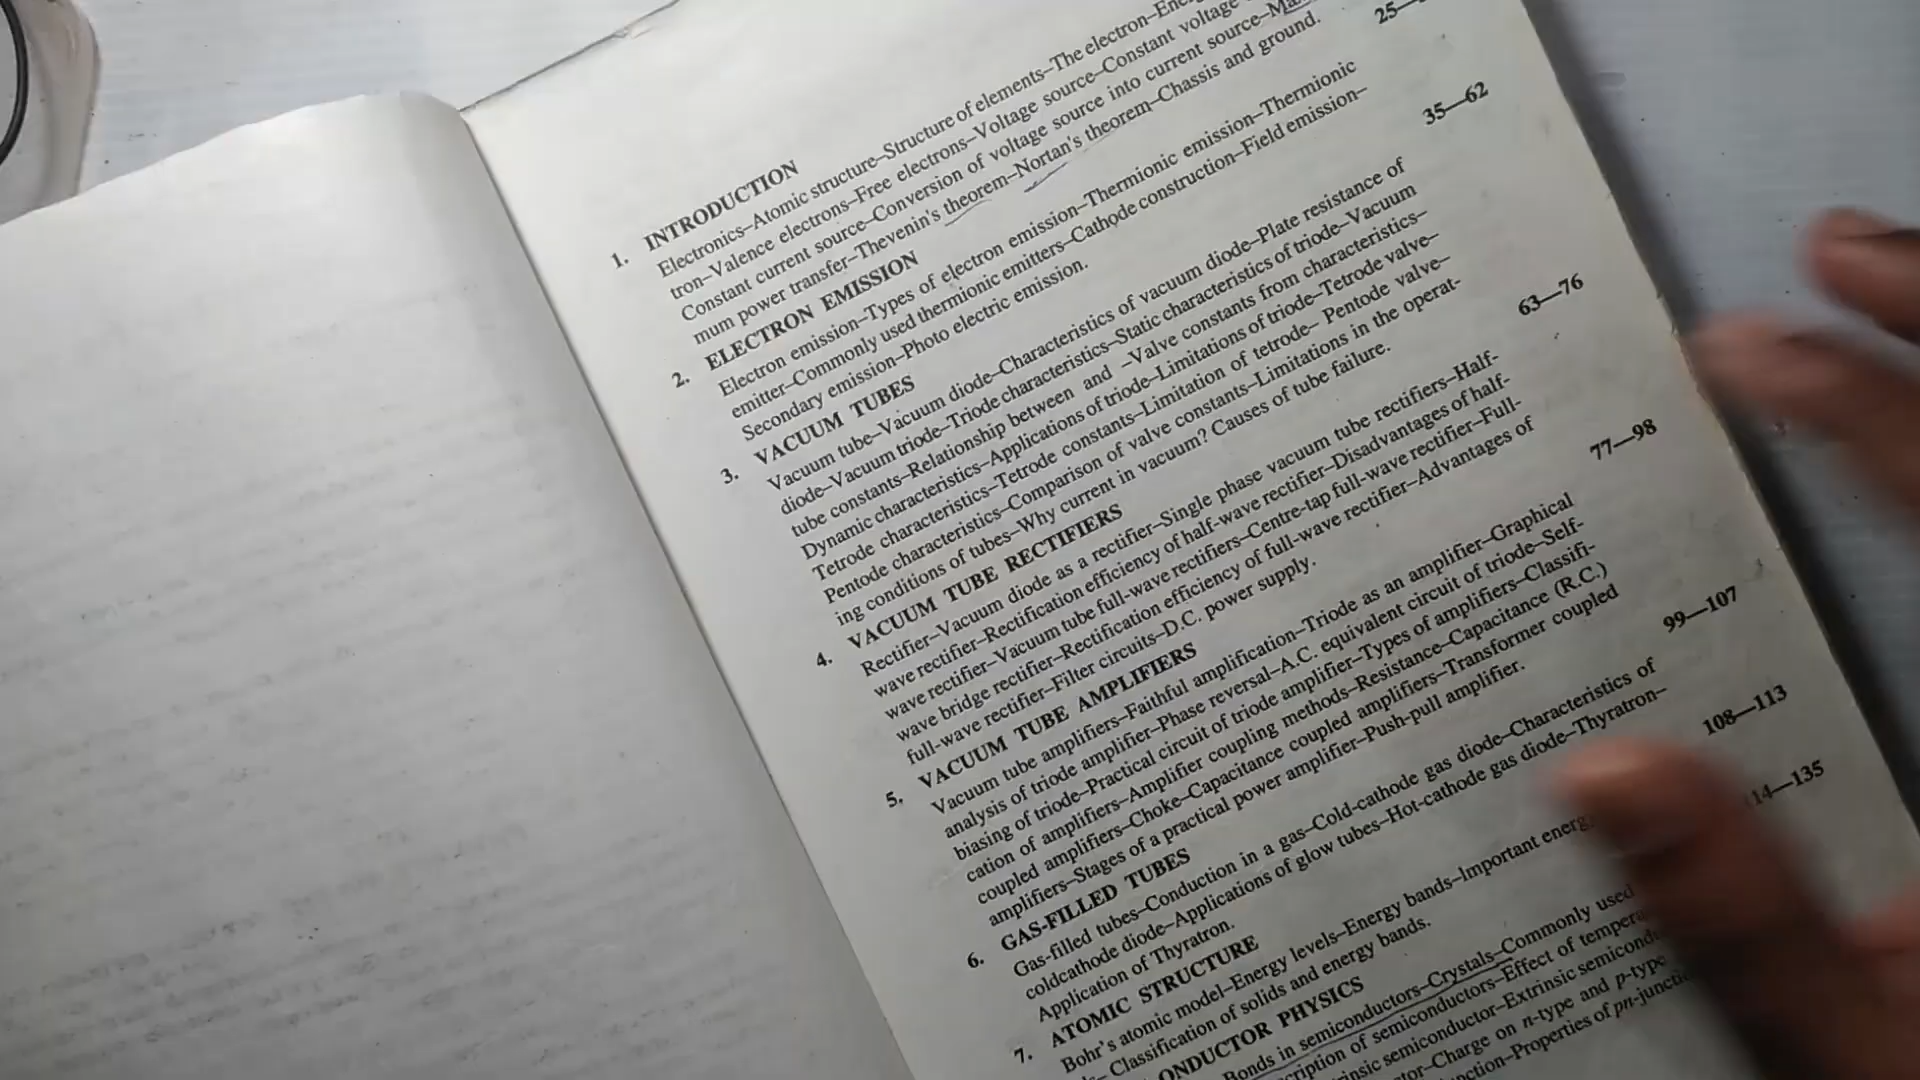 Electronics–Atomic structure–Structure of elements–The electron–
1. INTRODUCTION
tron–Valence electrons–Free electrons–Voltage source–Constant voltage
Constant current source–Conversion of voltage source into current source–
mum power transfer–Thevenin's theorem–Nortan's theorem–Chassis and ground.
2. ELECTRON EMISSION
Electron emission–Types of electron emission–Thermionic emission–Thermionic
emitter–Commonly used thermionic emitters–Cathode construction–Field emission–
Secondary emission–Photo electric emission.
35—62
3. VACUUM TUBES
Vacuum tube–Vacuum diode–Characteristics of vacuum diode–Plate resistance of
diode–Vacuum triode–Triode characteristics–Static characteristics of triode–Vacuum
tube constants–Relationship between and –Valve constants from characteristics–
Dynamic characteristics–Applications of triode–Limitations of triode–Tetrode valve–
Tetrode characteristics–Tetrode constants–Limitation of tetrode– Pentode valve–
Pentode characteristics–Comparison of valve constants–Limitations in the operat-
ing conditions of tubes–Why current in vacuum? Causes of tube failure.
63—76
4. VACUUM TUBE RECTIFIERS
Rectifier–Vacuum diode as a rectifier–Single phase vacuum tube rectifiers–Half-
wave rectifier–Rectification efficiency of half-wave rectifier–Disadvantages of half-
wave rectifier–Vacuum tube full-wave rectifiers–Centre-tap full-wave rectifier–Full-
wave bridge rectifier–Rectification efficiency of full-wave rectifier–Advantages of
full-wave rectifier–Filter circuits–D.C. power supply.
77—98
5. VACUUM TUBE AMPLIFIERS
Vacuum tube amplifiers–Faithful amplification–Triode as an amplifier–Graphical
analysis of triode amplifier–Phase reversal–A.C. equivalent circuit of triode–Self-
biasing of triode–Practical circuit of triode amplifier–Types of amplifiers–Classifi-
cation of amplifiers–Amplifier coupling methods–Resistance–Capacitance (R.C.)
coupled amplifiers–Choke–Capacitance coupled amplifiers–Transformer coupled
amplifiers–Stages of a practical power amplifier–Push-pull amplifier.
99—107
6. GAS-FILLED TUBES
Gas-filled tubes–Conduction in a gas–Cold-cathode gas diode–Characteristics of
coldcathode diode–Applications of glow tubes–Hot-cathode gas diode–Thyratron–
Application of Thyratron.
108—113
7. ATOMIC STRUCTURE
Bohr's atomic model–Energy levels–Energy bands–Important
Classification of solids and energy bands.
14—135
PHYSICS
Bonds in semiconductors–Crystals–Commonly used
of semiconductors–Effect of
semiconductor–Extrinsic
Charge on n-type and p-type
Properties of